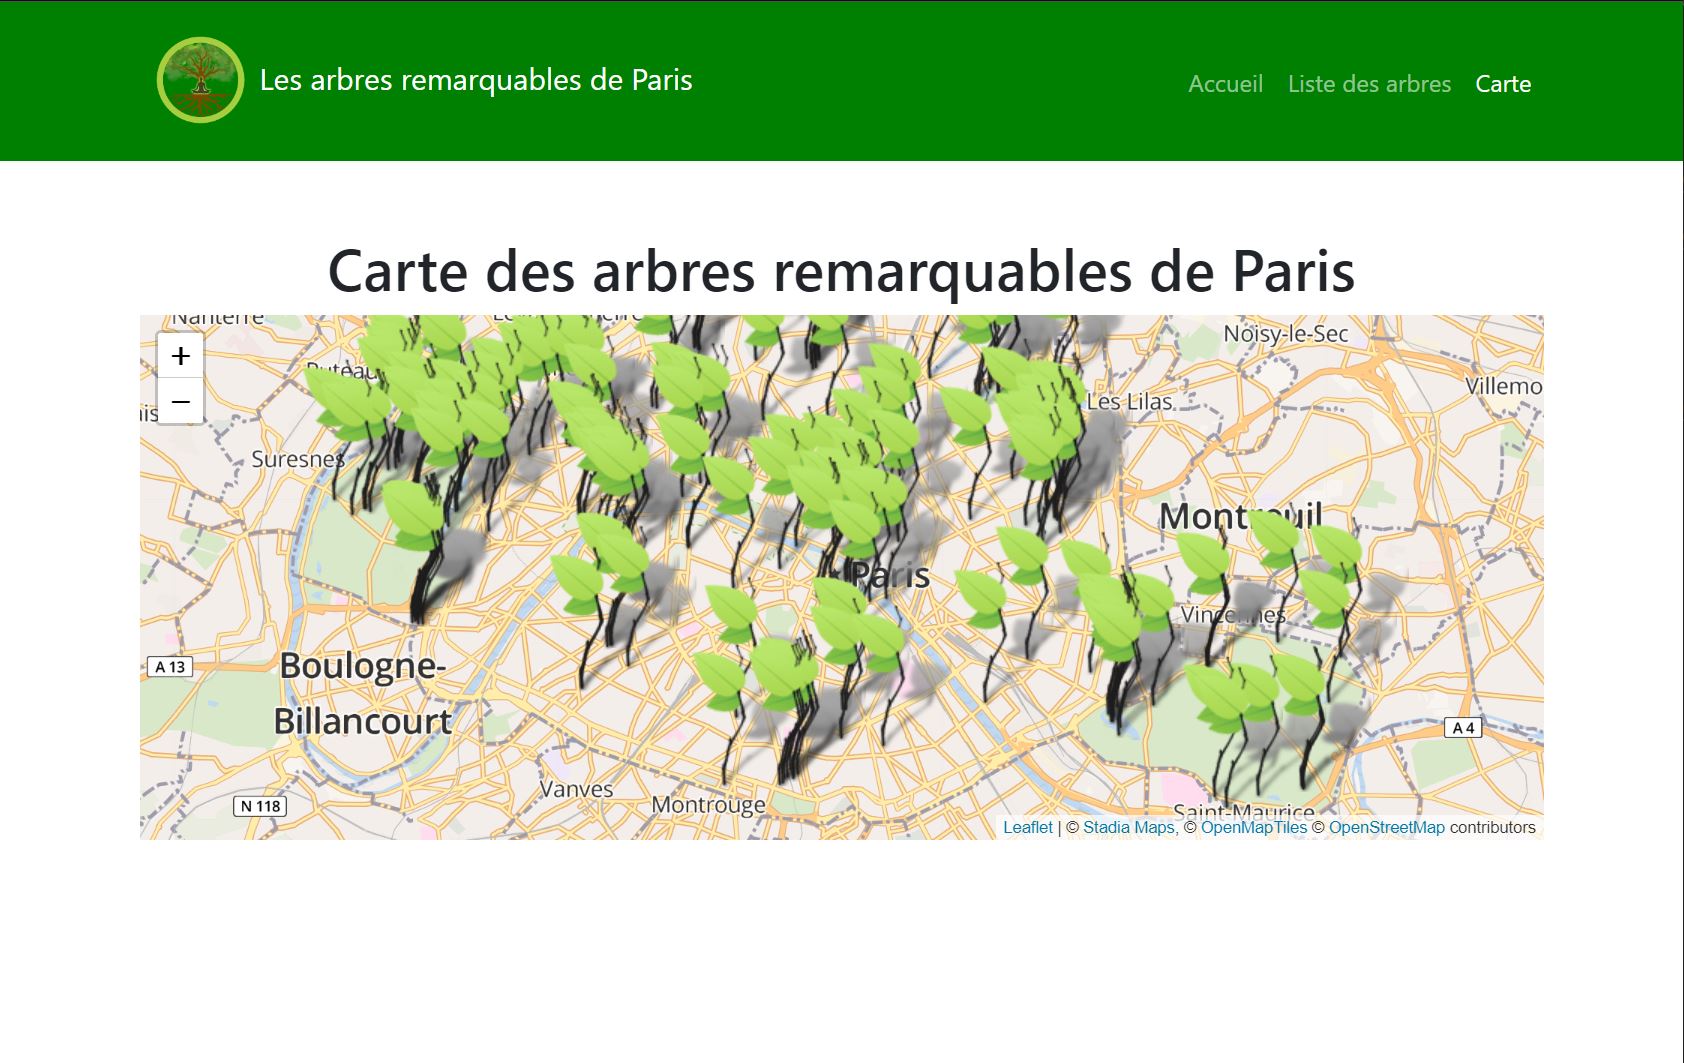 Les arbres remarquables de Paris
Accueil Liste des arbres Carte
Carte des arbres remarquables de Paris
Nanterre
Noisy-le-Sec
+
Puteau
Villemo
−
Les Lilas
Suresnes
Montreuil
Paris
Vincennes
A 13
Boulogne-
Billancourt
A 4
Vanves
N 118
Montrouge
Saint-Maurice
Leaflet | © Stadia Maps, © OpenMapTiles © OpenStreetMap contributors